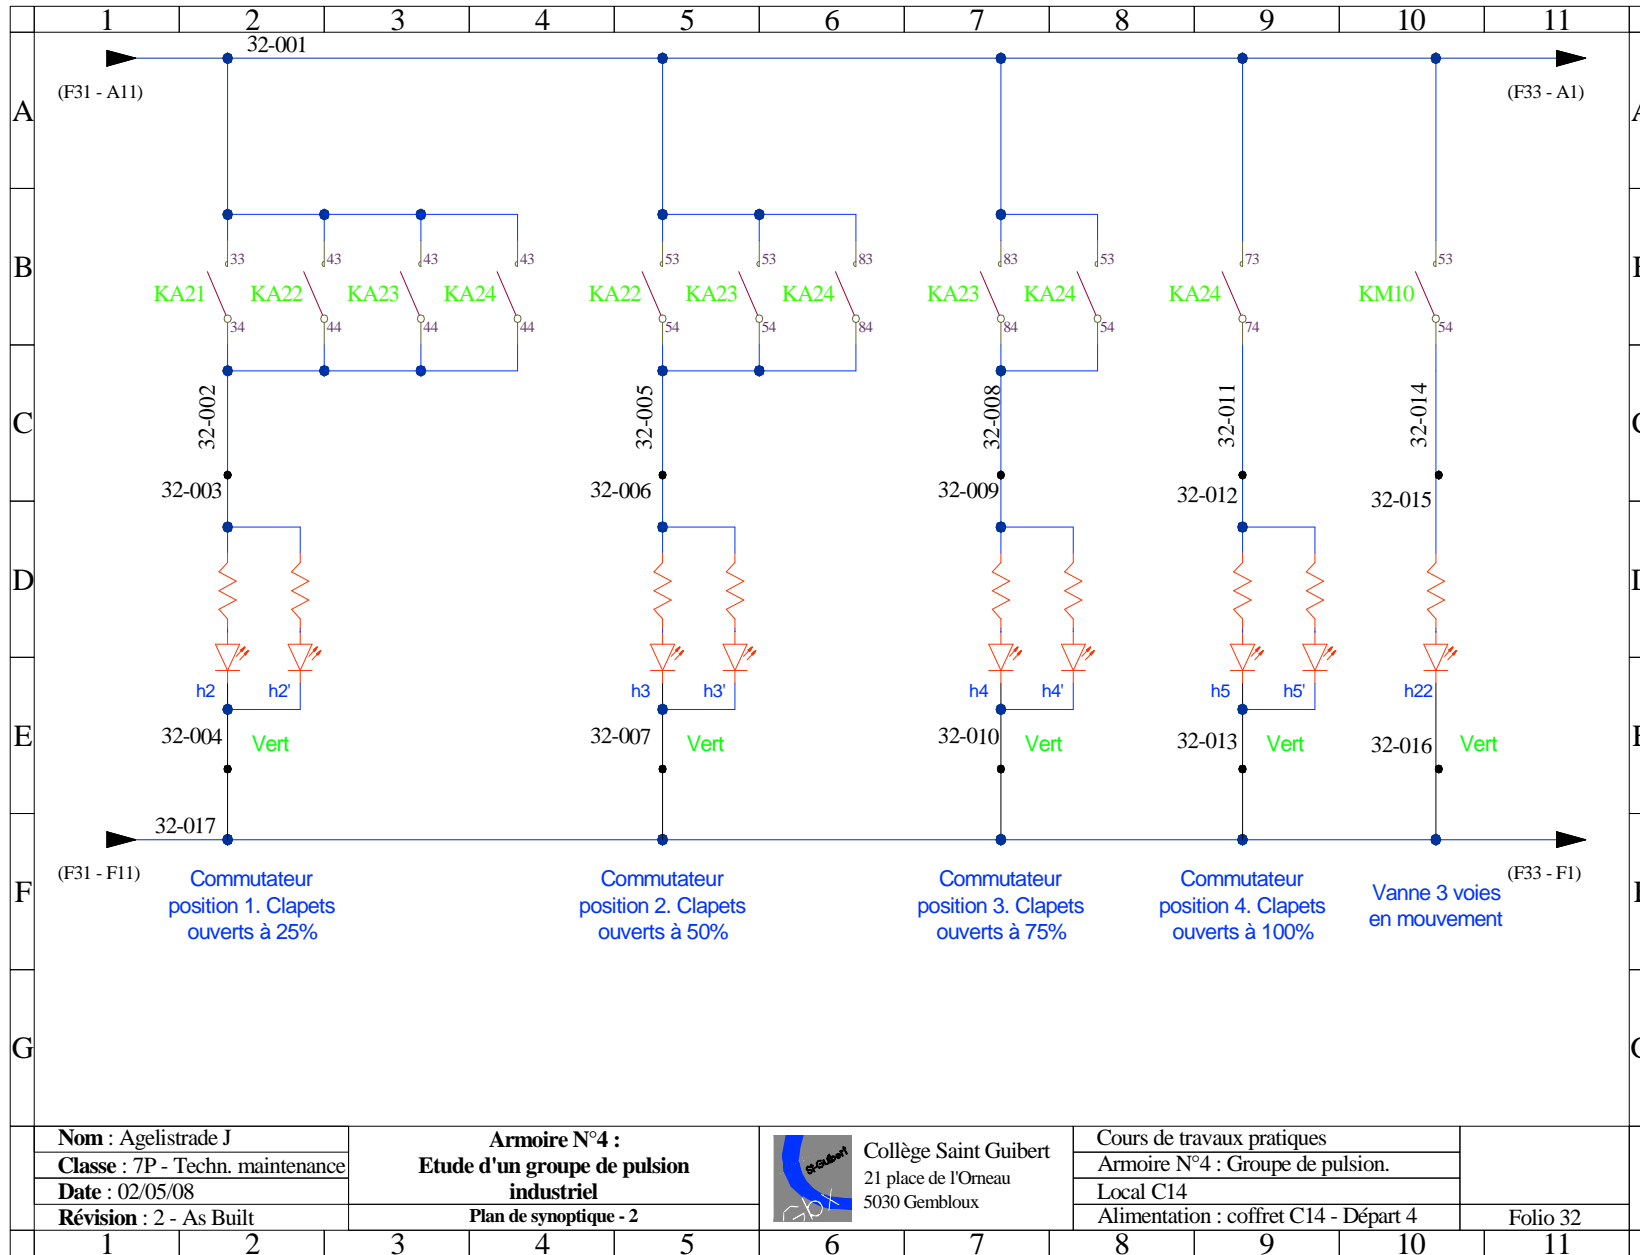 1 2 3 4 5 6 7 8 9 10 11
32-001
(F31 - A11) (F33 - A1)
A A
B B
33 43 43 43 53 53 83 83 53 73 53
KA21 KA22 KA23 KA24 KA22 KA23 KA24 KA23 KA24 KA24 KM10
34 44 44 44 54 54 84 84 54 74 54
32-002 32-005 32-008 32-011 32-014
C C
32-003 32-006 32-009 32-012 32-015
D D
h2 h2' h3 h3' h4 h4' h5 h5' h22
E E
32-004 Vert 32-007 Vert 32-010 Vert 32-013 Vert 32-016 Vert
32-017
(F31 - F11) (F33 - F1)
F F
Commutateur
position 1. Clapets
ouverts à 25%
Commutateur
position 2. Clapets
ouverts à 50%
Commutateur
position 3. Clapets
ouverts à 75%
Commutateur
position 4. Clapets
ouverts à 100%
Vanne 3 voies
en mouvement
G G
Nom : Agelistrade J
Classe : 7P - Techn. maintenance
Date : 02/05/08
Révision : 2 - As Built
Armoire N°4 :
Etude d'un groupe de pulsion
industriel
Plan de synoptique - 2
St-Guibert
Gbx
Collège Saint Guibert
21 place de l'Orneau
5030 Gembloux
Cours de travaux pratiques
Armoire N°4 : Groupe de pulsion.
Local C14
Alimentation : coffret C14 - Départ 4
Folio 32
1 2 3 4 5 6 7 8 9 10 11